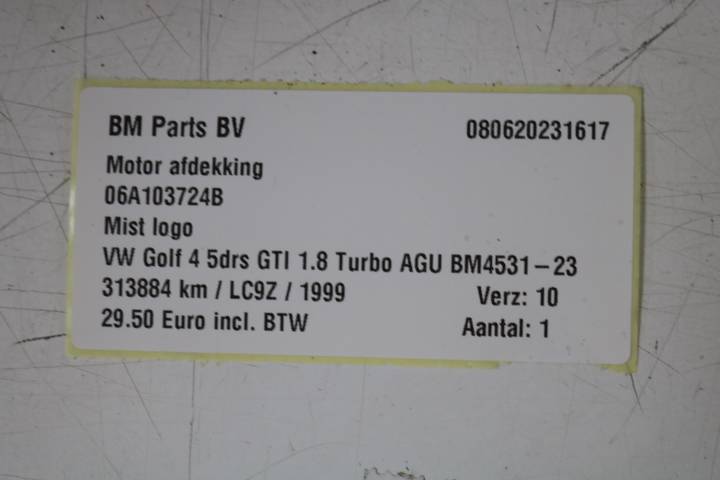 BM Parts BV 080620231617
Motor afdekking
06A103724B
Mist logo
VW Golf 4 5drs GTI 1.8 Turbo AGU BM4531-23
313884 km / LC9Z / 1999 Verz: 10
29.50 Euro incl. BTW Aantal: 1